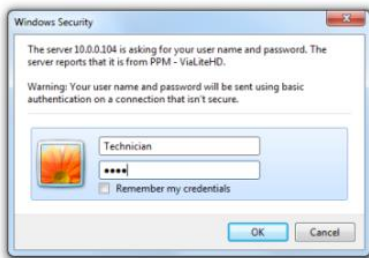 Windows Security
The server 10.0.0.104 is asking for your user name and password. The
server reports that it is from PPM - ViaLiteHD.
Warning: Your user name and password will be sent using basic
authentication on a connection that isn't secure.
Technician
••••
Remember my credentials
OK Cancel